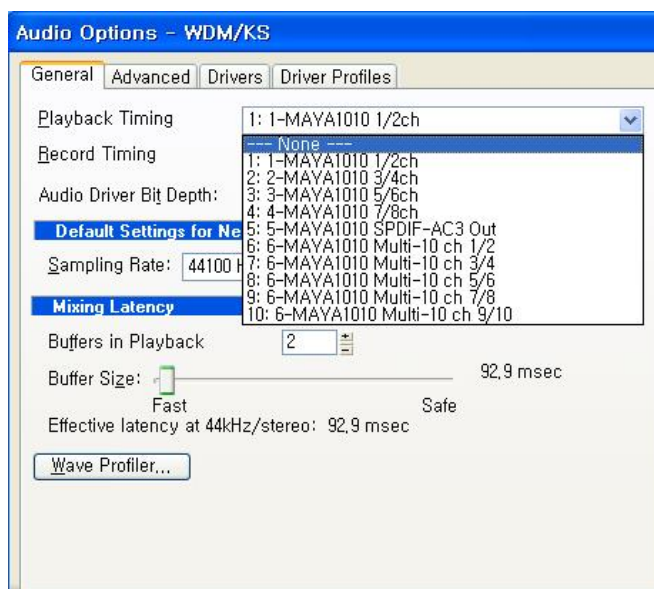 Audio Options - WDM/KS
General Advanced Drivers Driver Profiles
Playback Timing 1: 1-MAYA1010 1/2ch
Record Timing
--- None ---
1: 1-MAYA1010 1/2ch
2: 2-MAYA1010 3/4ch
3: 3-MAYA1010 5/6ch
4: 4-MAYA1010 7/8ch
5: 5-MAYA1010 SPDIF-AC3 Out
6: 6-MAYA1010 Multi-10 ch 1/2
7: 6-MAYA1010 Multi-10 ch 3/4
8: 6-MAYA1010 Multi-10 ch 5/6
9: 6-MAYA1010 Multi-10 ch 7/8
10: 6-MAYA1010 Multi-10 ch 9/10
Audio Driver Bit Depth:
Default Settings for Ne
Sampling Rate: 44100 H
Mixing Latency
Buffers in Playback 2
Buffer Size: 92,9 msec
Fast Safe
Effective latency at 44kHz/stereo: 92,9 msec
Wave Profiler,,,